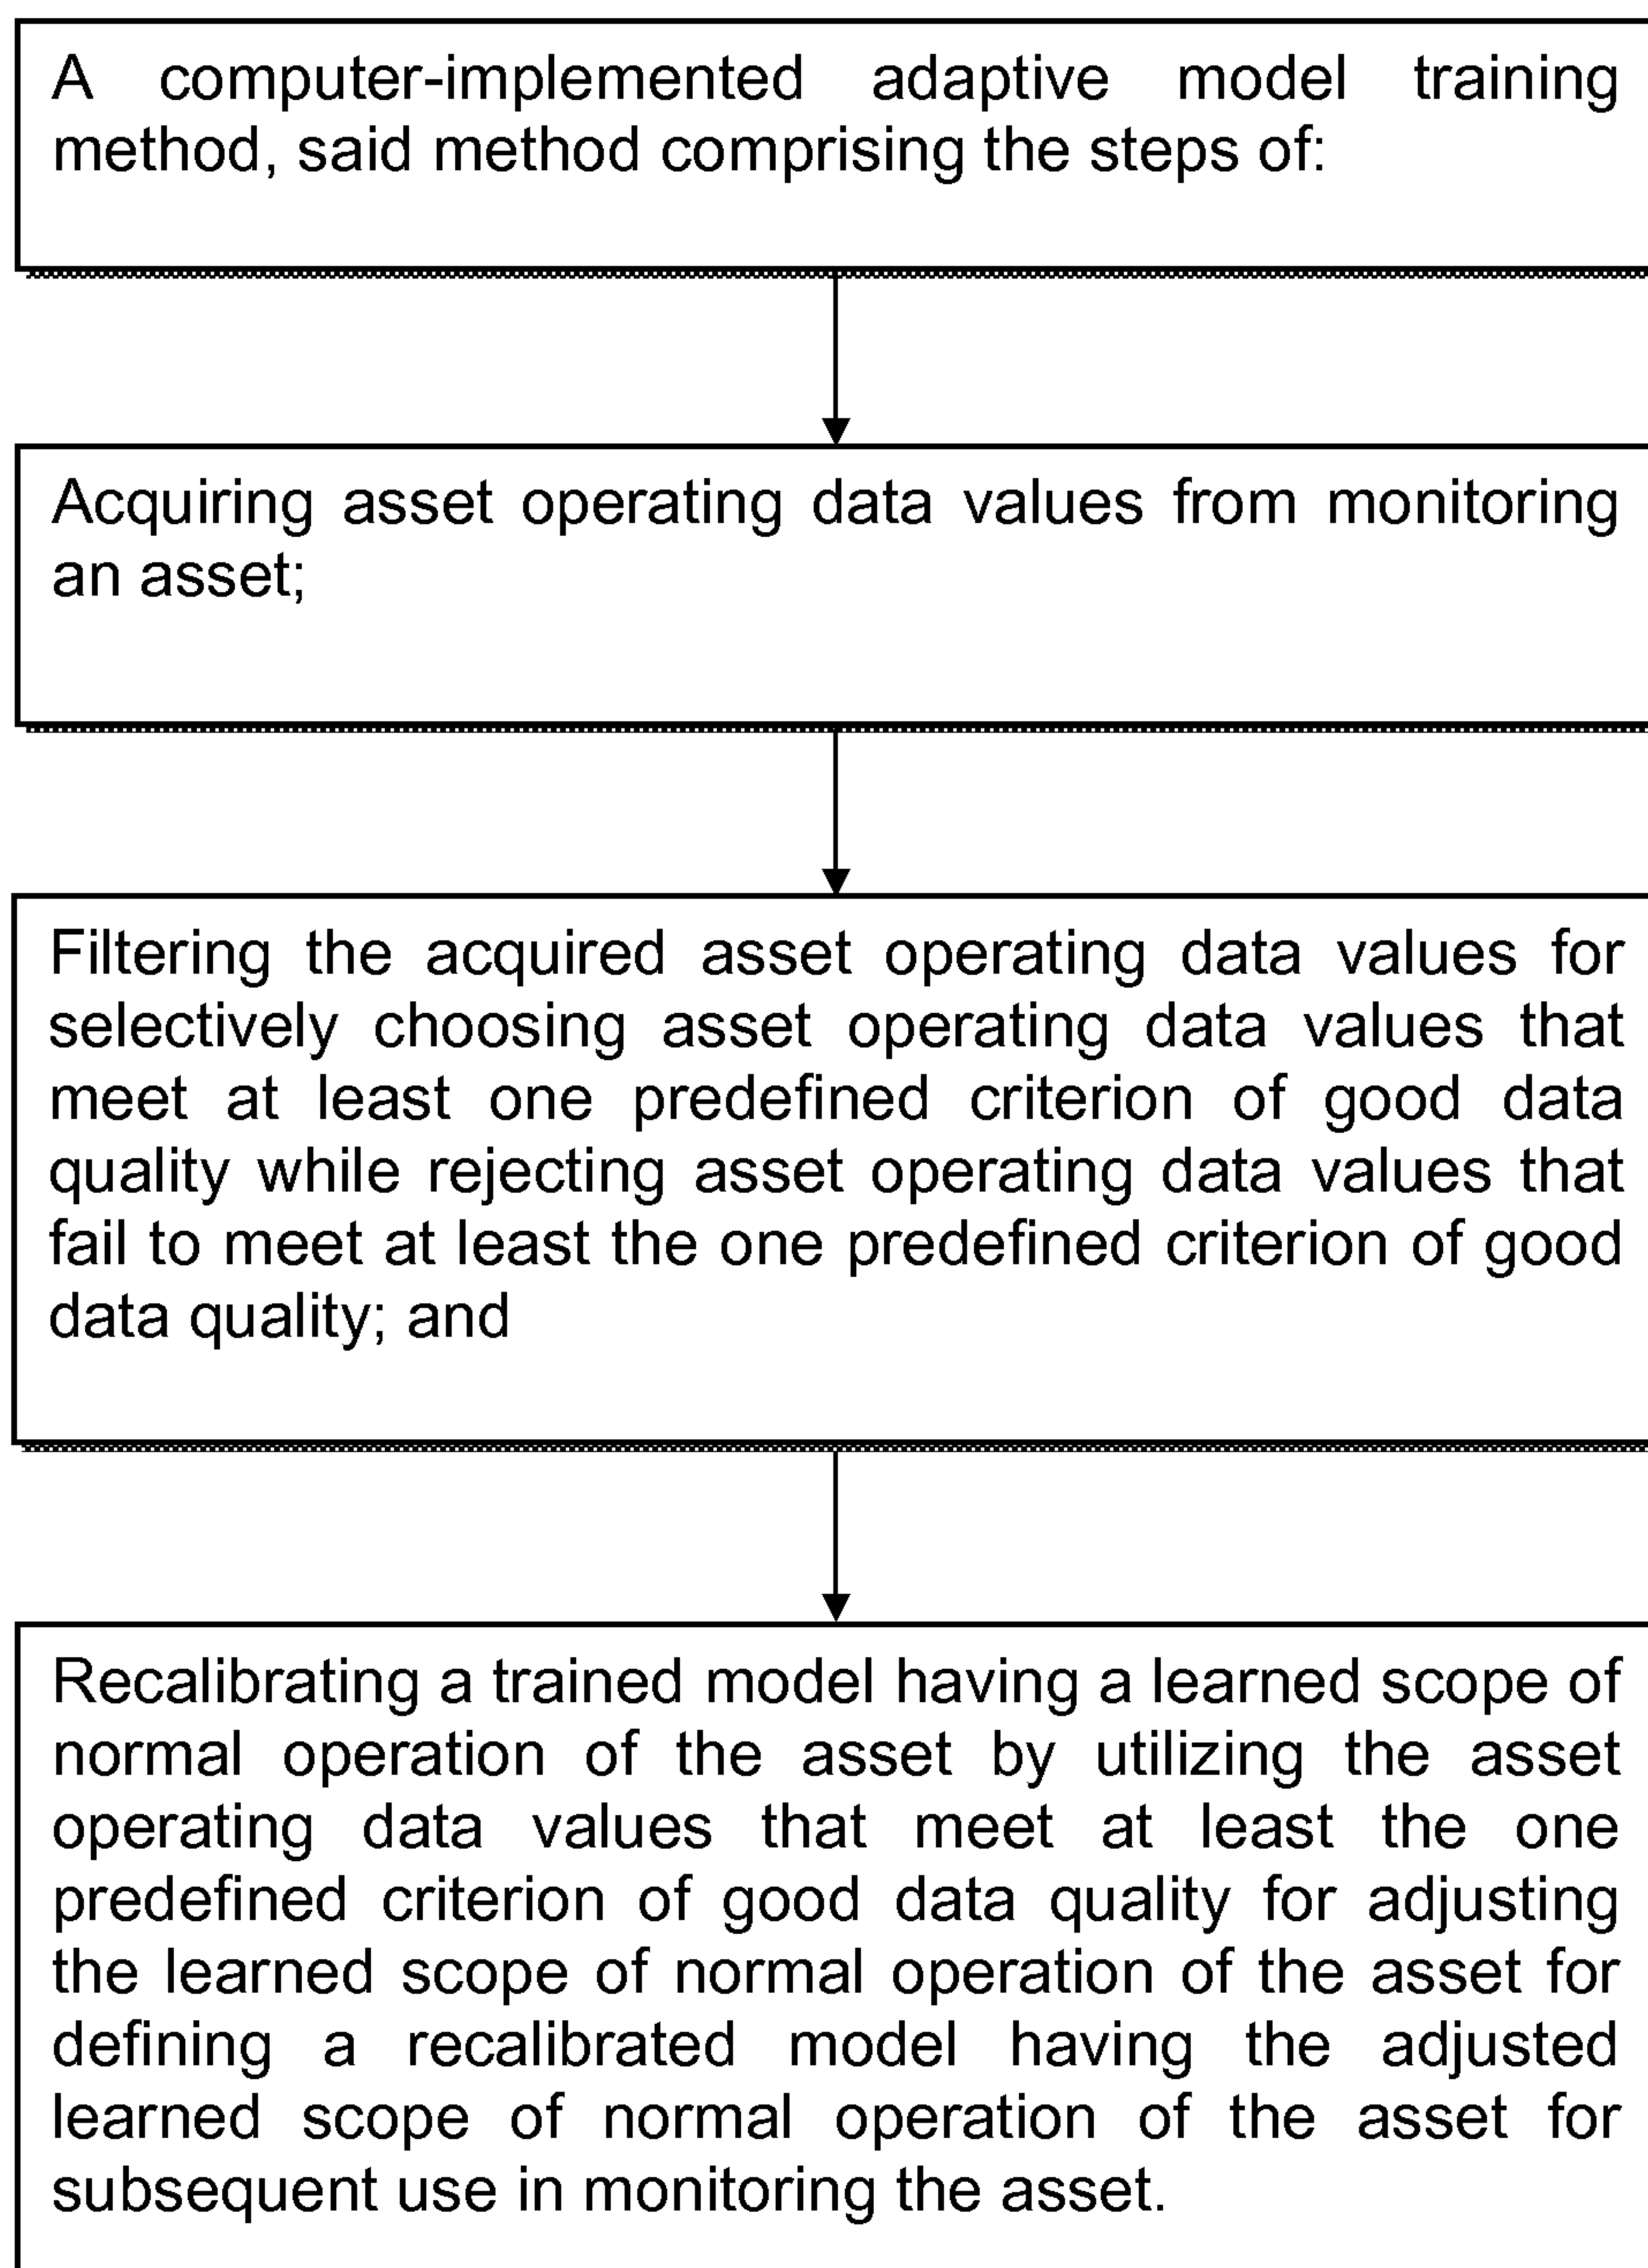 A computer-implemented adaptive model training
method, said method comprising the steps of:
Acquiring asset operating data values from monitoring
an asset;
Filtering the acquired asset operating data values for
selectively choosing asset operating data values that
meet at least one predefined criterion of good data
quality while rejecting asset operating data values that
fail to meet at least the one predefined criterion of good
data quality; and
Recalibrating a trained model having a learned scope of
normal operation of the asset by utilizing the asset
operating data values that meet at least the one
predefined criterion of good data quality for adjusting
the learned scope of normal operation of the asset for
defining a recalibrated model having the adjusted
learned scope of normal operation of the asset for
subsequent use in monitoring the asset.